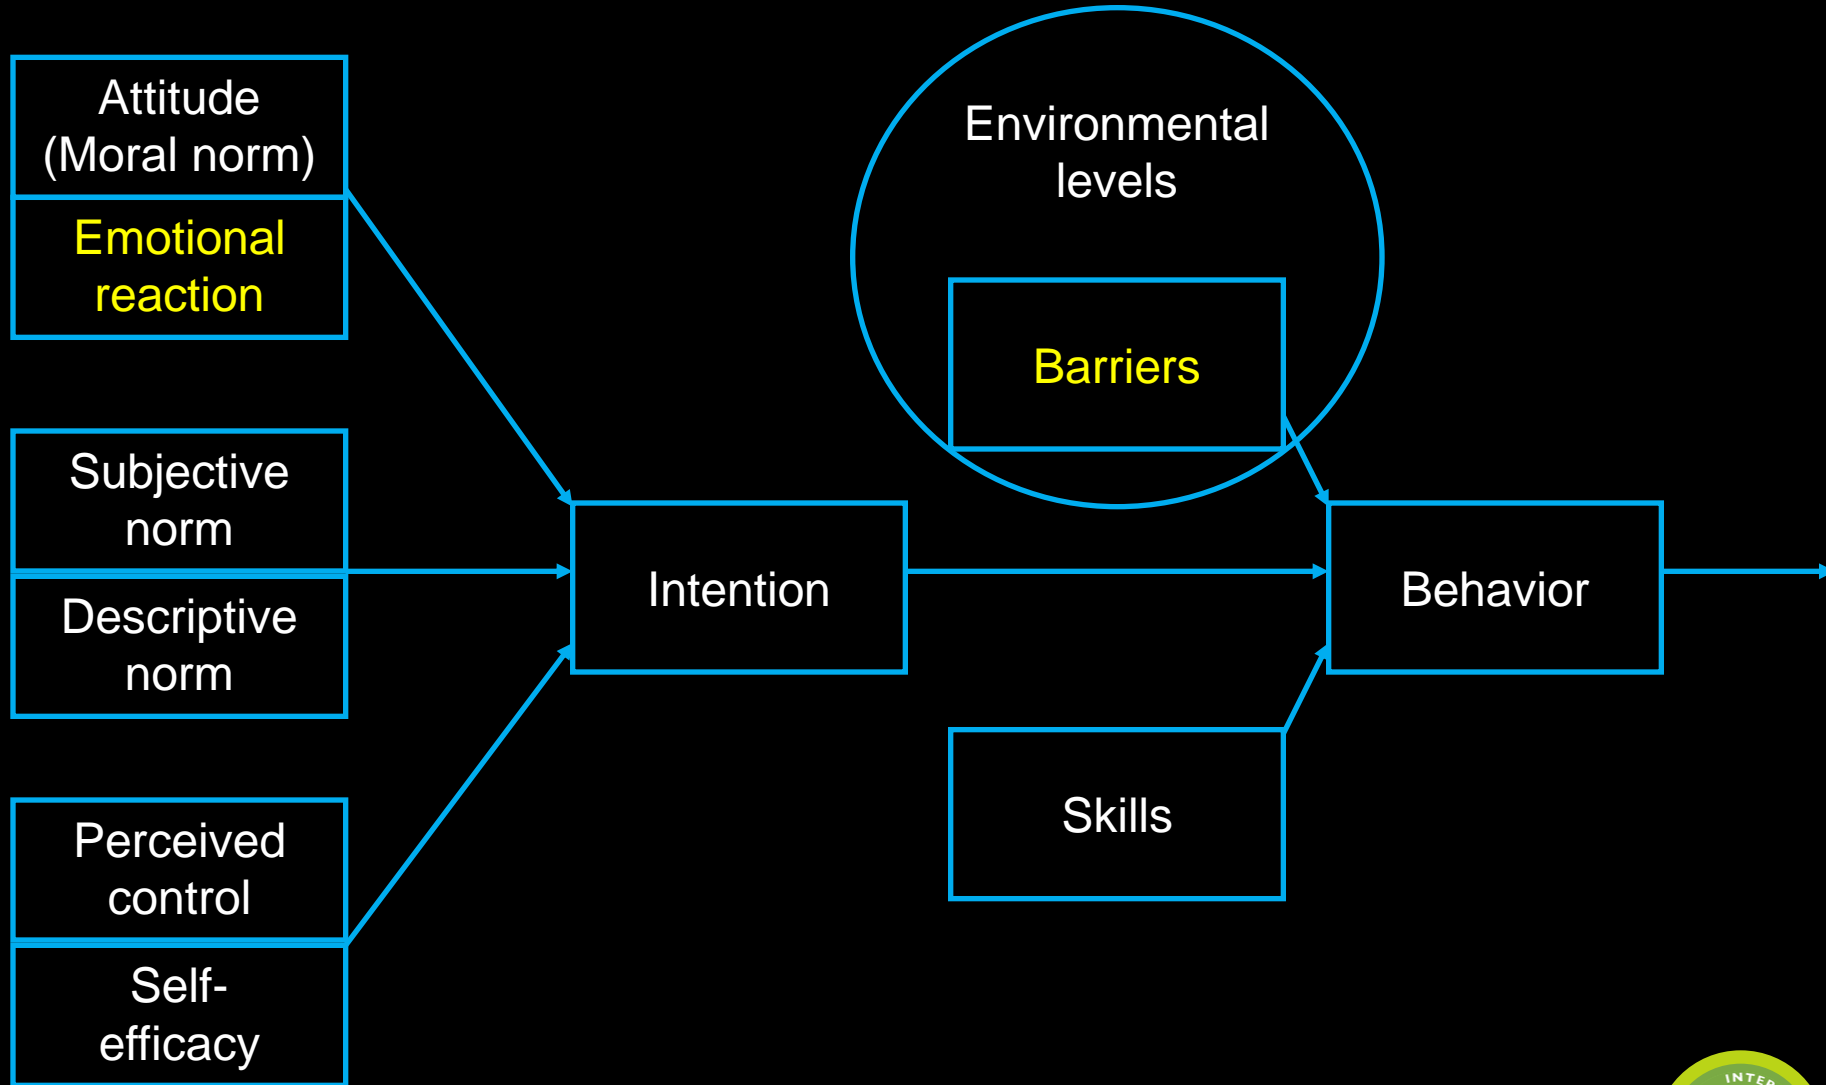 Attitude
(Moral norm)
Emotional
reaction
Subjective
norm
Descriptive
norm
Perceived
control
Self-
efficacy
Intention
Environmental
levels
Barriers
Skills
Behavior